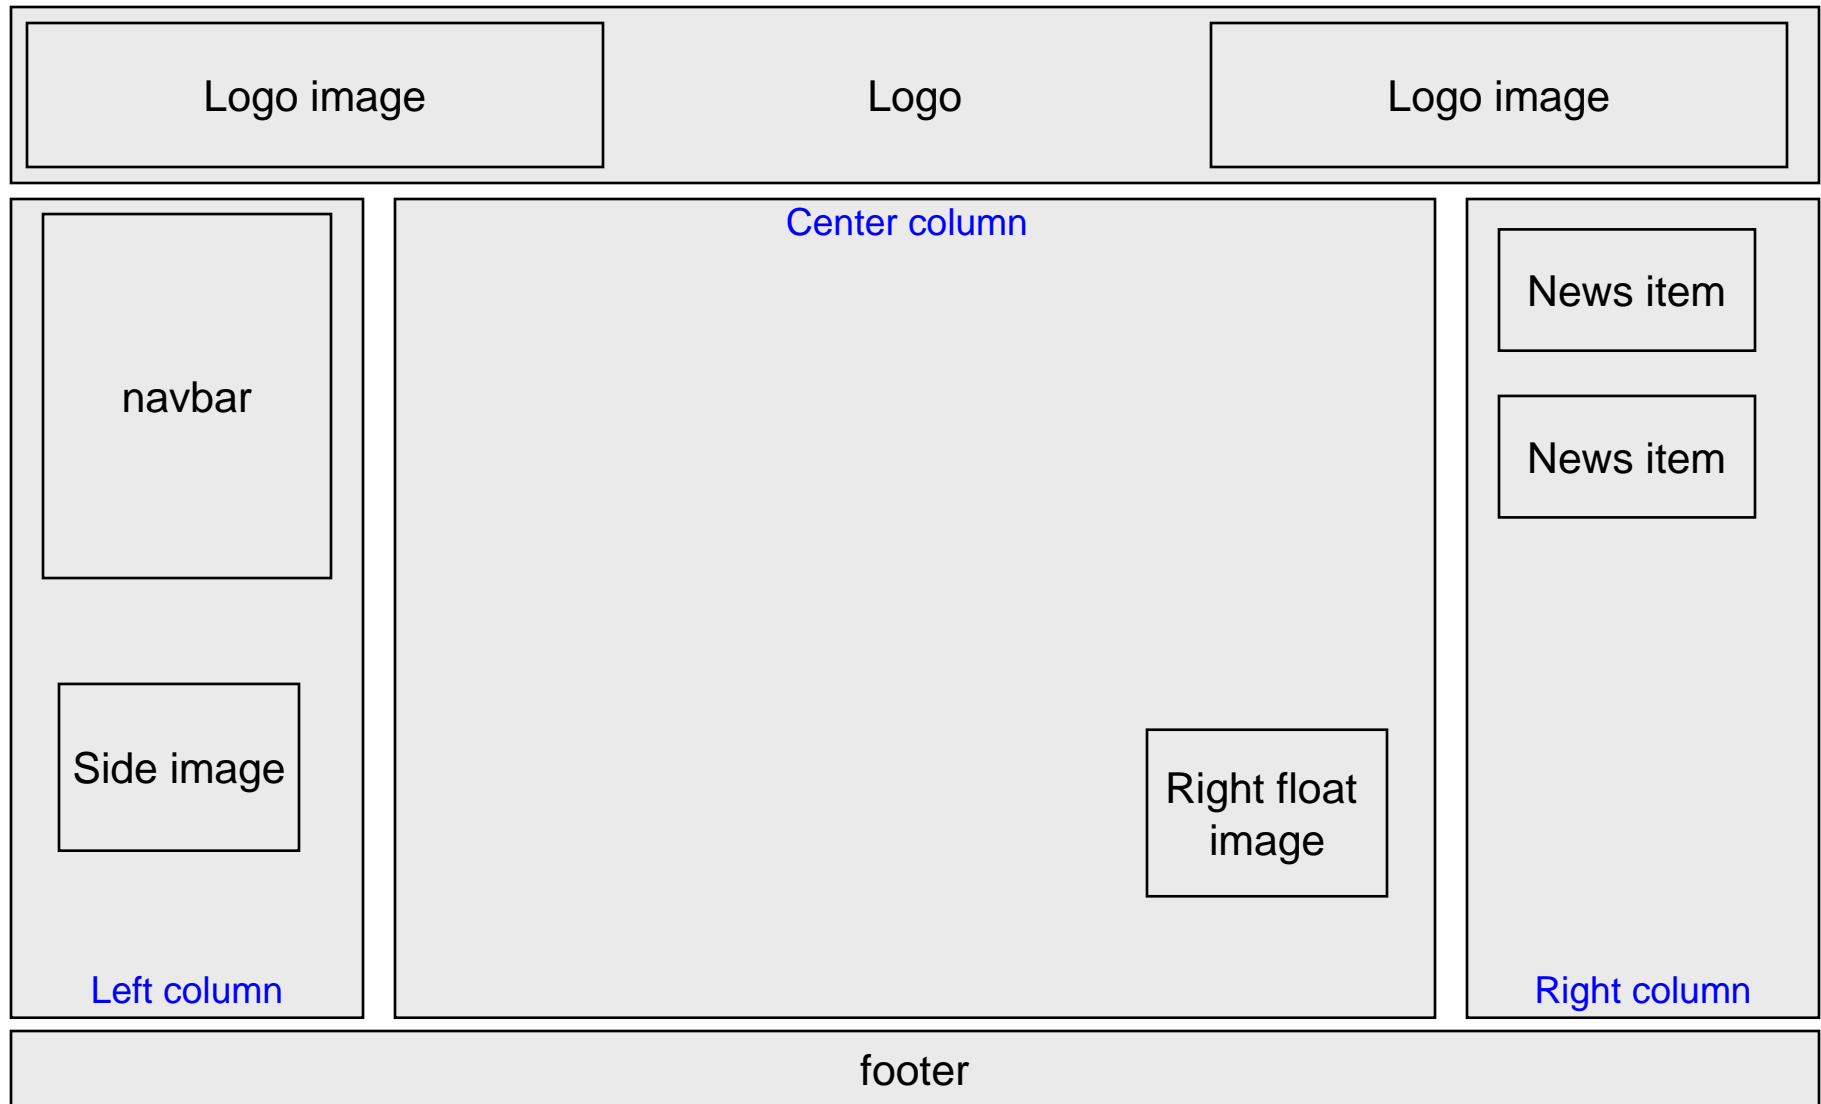 Logo image
Logo
Logo image
Center column
navbar
Side image
Left column
Right float
image
News item
News item
Right column
footer